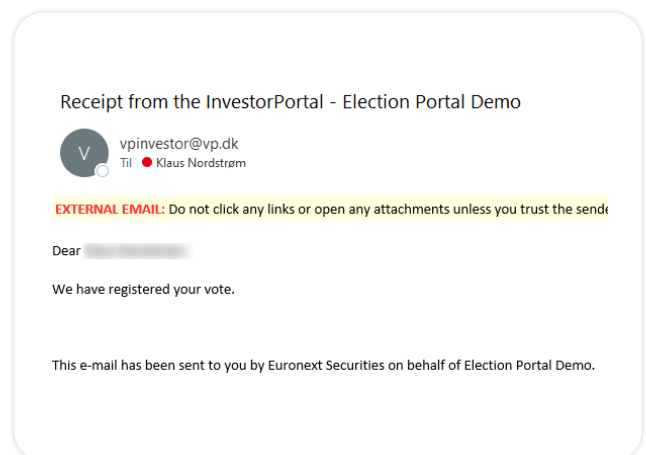 Receipt from the InvestorPortal - Election Portal Demo
V
vpinvestor@vp.dk
Til Klaus Nordstrøm
EXTERNAL EMAIL: Do not click any links or open any attachments unless you trust the sende
Dear
We have registered your vote.
This e-mail has been sent to you by Euronext Securities on behalf of Election Portal Demo.